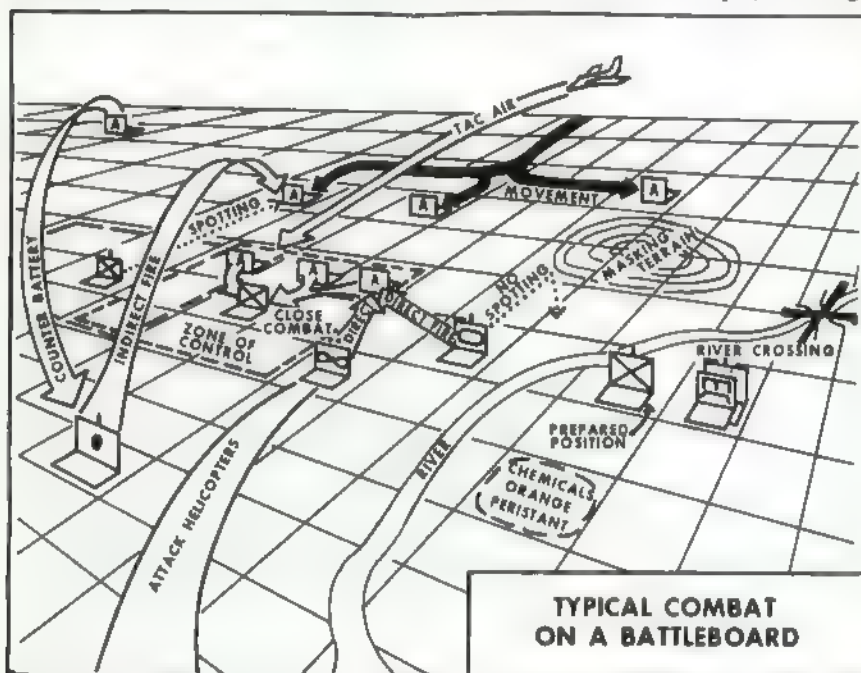 TAC AIR
A
SPOTTING
A
A
MOVEMENT
A
COUNTER BATTERY
INDIRECT FIRE
MASKING
TERRAIN
NO
SPOTTING
A
A
CLOSE
COMBAT
DIRECT
DIRECT FIRE
ZONE OF
CONTROL
RIVER CROSSING
PREPARED
POSITION
ATTACK HELICOPTERS
RIVER
CHEMICALS
ORANGE
PERISTANT
TYPICAL COMBAT
ON A BATTLEBOARD